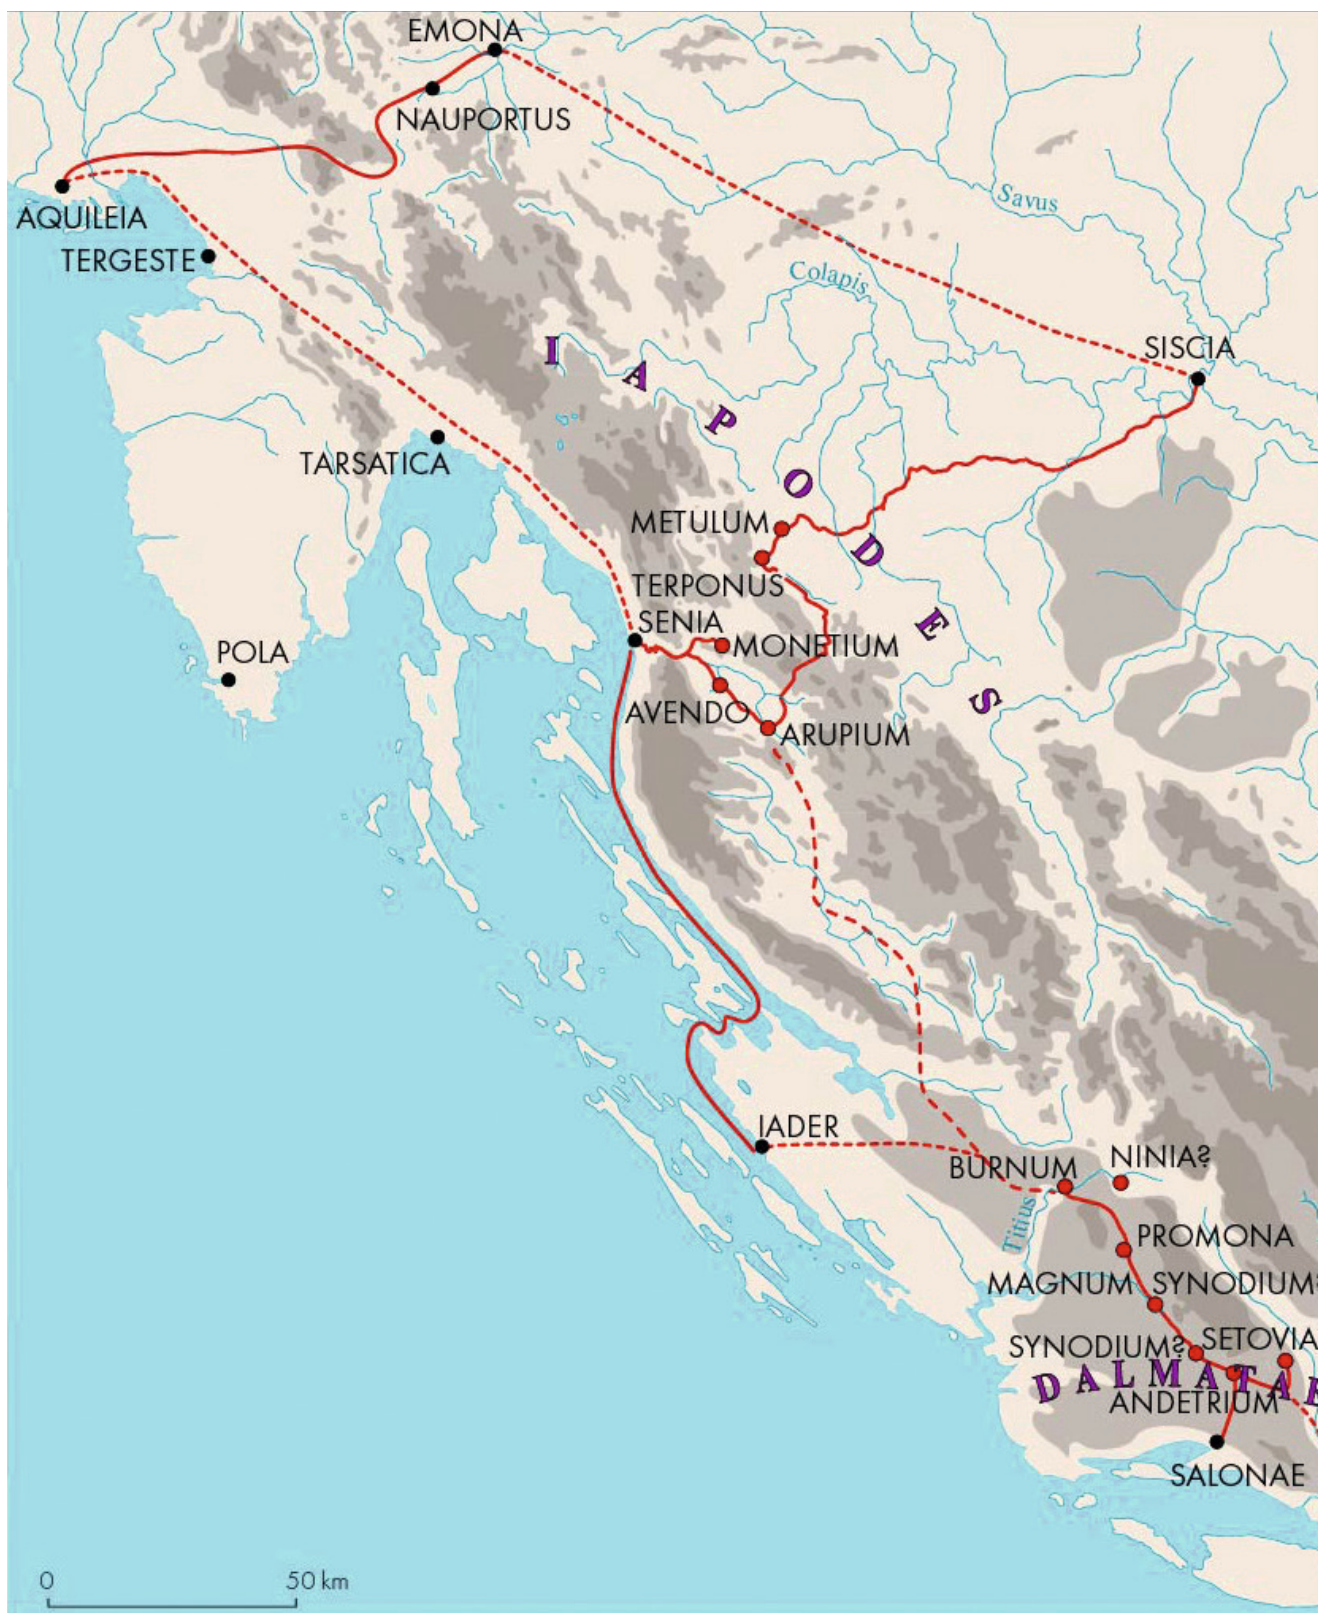 EMONA
NAUPORTUS
AQUILEIA
TERGESTE
Savus
Colapis
SISCIA
IAPODES
TARSATICA
METULUM
TERPONUS
SENIA
MONETIUM
POLA
AVENDO
ARUPIUM
IADER
BURNUM
NINIA?
Titius
PROMONA
MAGNUM
SYNODIUM?
SYNODIUM?
SETOVIA
DALMATAE
ANDETRIUM
SALONAE
0
50 km